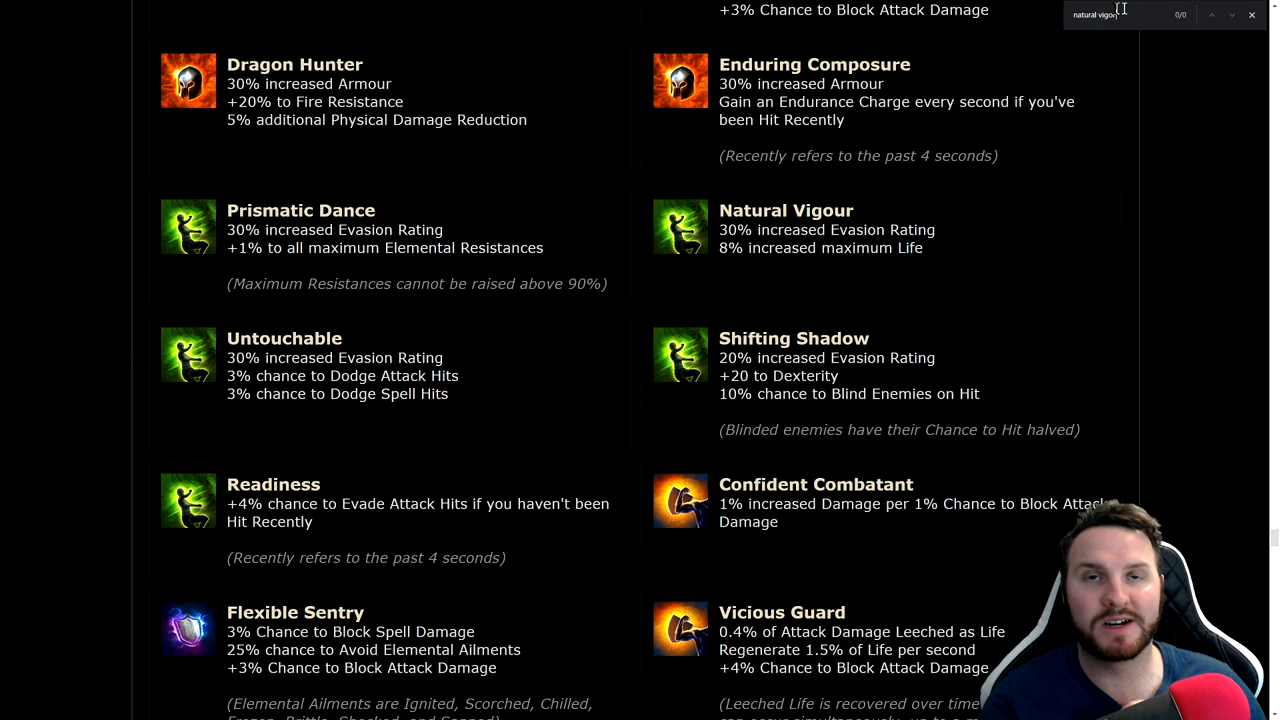 +3% Chance to Block Attack Damage
natural vigor
0/0
Dragon Hunter
30% increased Armour
+20% to Fire Resistance
5% additional Physical Damage Reduction
Enduring Composure
30% increased Armour
Gain an Endurance Charge every second if you've
been Hit Recently
(Recently refers to the past 4 seconds)
Prismatic Dance
30% increased Evasion Rating
+1% to all maximum Elemental Resistances
(Maximum Resistances cannot be raised above 90%)
Natural Vigour
30% increased Evasion Rating
8% increased maximum Life
Untouchable
30% increased Evasion Rating
3% chance to Dodge Attack Hits
3% chance to Dodge Spell Hits
Shifting Shadow
20% increased Evasion Rating
+20 to Dexterity
10% chance to Blind Enemies on Hit
(Blinded enemies have their Chance to Hit halved)
Readiness
+4% chance to Evade Attack Hits if you haven't been
Hit Recently
(Recently refers to the past 4 seconds)
Confident Combatant
1% increased Damage per 1% Chance to Block Attack
Damage
Flexible Sentry
3% Chance to Block Spell Damage
25% chance to Avoid Elemental Ailments
+3% Chance to Block Attack Damage
(Elemental Ailments are Ignited, Scorched, Chilled,
Frozen, Brittle, Shocked, and Sapped)
Vicious Guard
0.4% of Attack Damage Leeched as Life
Regenerate 1.5% of Life per second
+4% Chance to Block Attack Damage
(Leeched Life is recovered over time